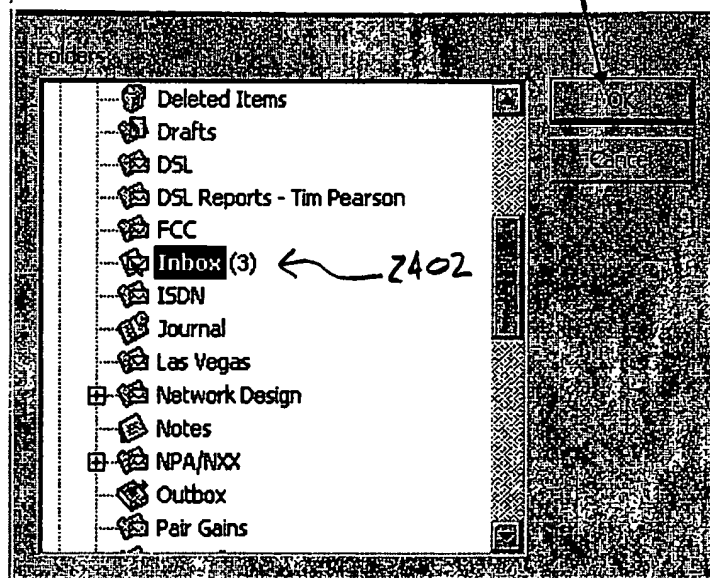 Folders
Deleted Items
Drafts
DSL
DSL Reports - Tim Pearson
FCC
Inbox (3) 2402
ISDN
Journal
Las Vegas
Network Design
Notes
NPA/NXX
Outbox
Pair Gains
OK
Cancel